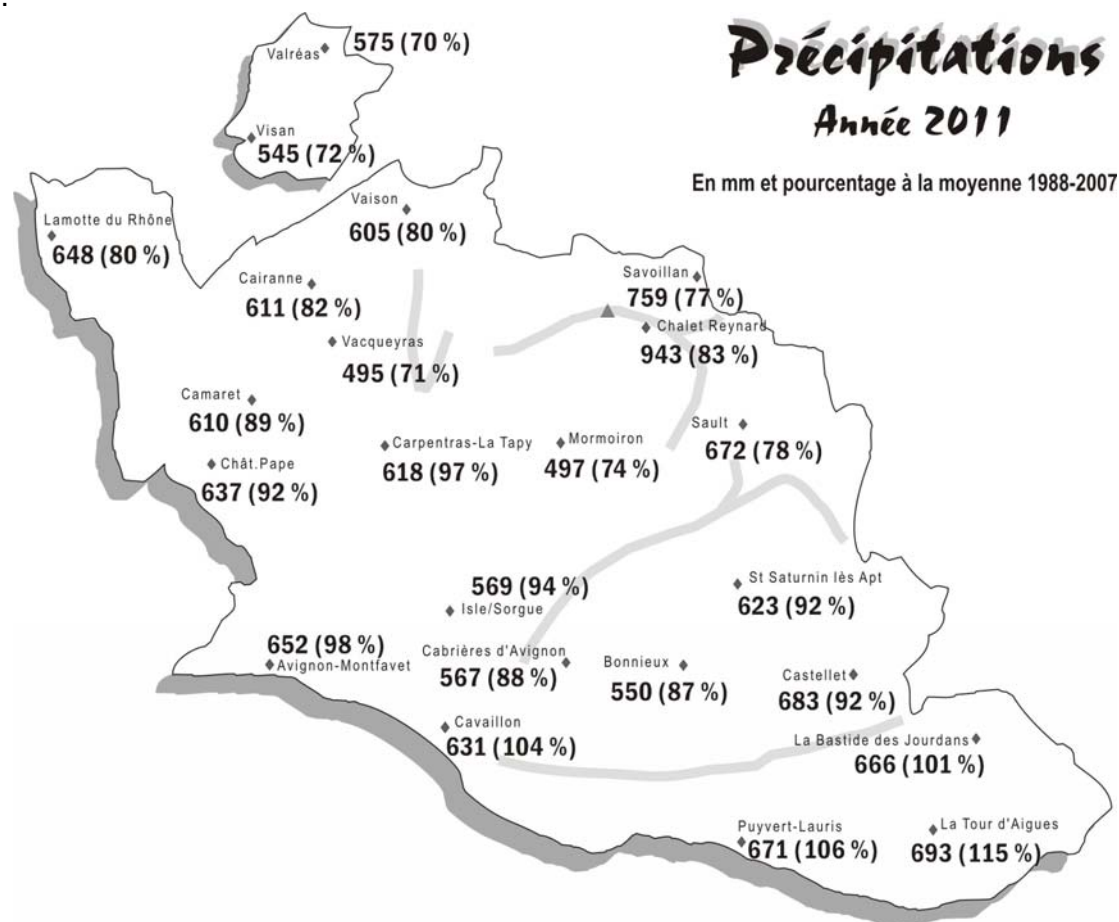 Précipitations
Année 2011
En mm et pourcentage à la moyenne 1988-2007
Valréas
575 (70 %)
Visan
545 (72 %)
Vaison
605 (80 %)
Lamotte du Rhône
648 (80 %)
Cairanne
611 (82 %)
Savoillan
759 (77 %)
Chalet Reynard
943 (83 %)
Vacqueyras
495 (71 %)
Camaret
610 (89 %)
Carpentras-La Tapy
618 (97 %)
Mormoiron
497 (74 %)
Sault
672 (78 %)
Chât.Pape
637 (92 %)
569 (94 %)
Isle/Sorgue
St Saturnin lès Apt
623 (92 %)
652 (98 %)
Avignon-Montfavet
Cabrières d'Avignon
567 (88 %)
Bonnieux
550 (87 %)
Castellet
683 (92 %)
Cavaillon
631 (104 %)
La Bastide des Jourdans
666 (101 %)
Puyvert-Lauris
671 (106 %)
La Tour d'Aigues
693 (115 %)